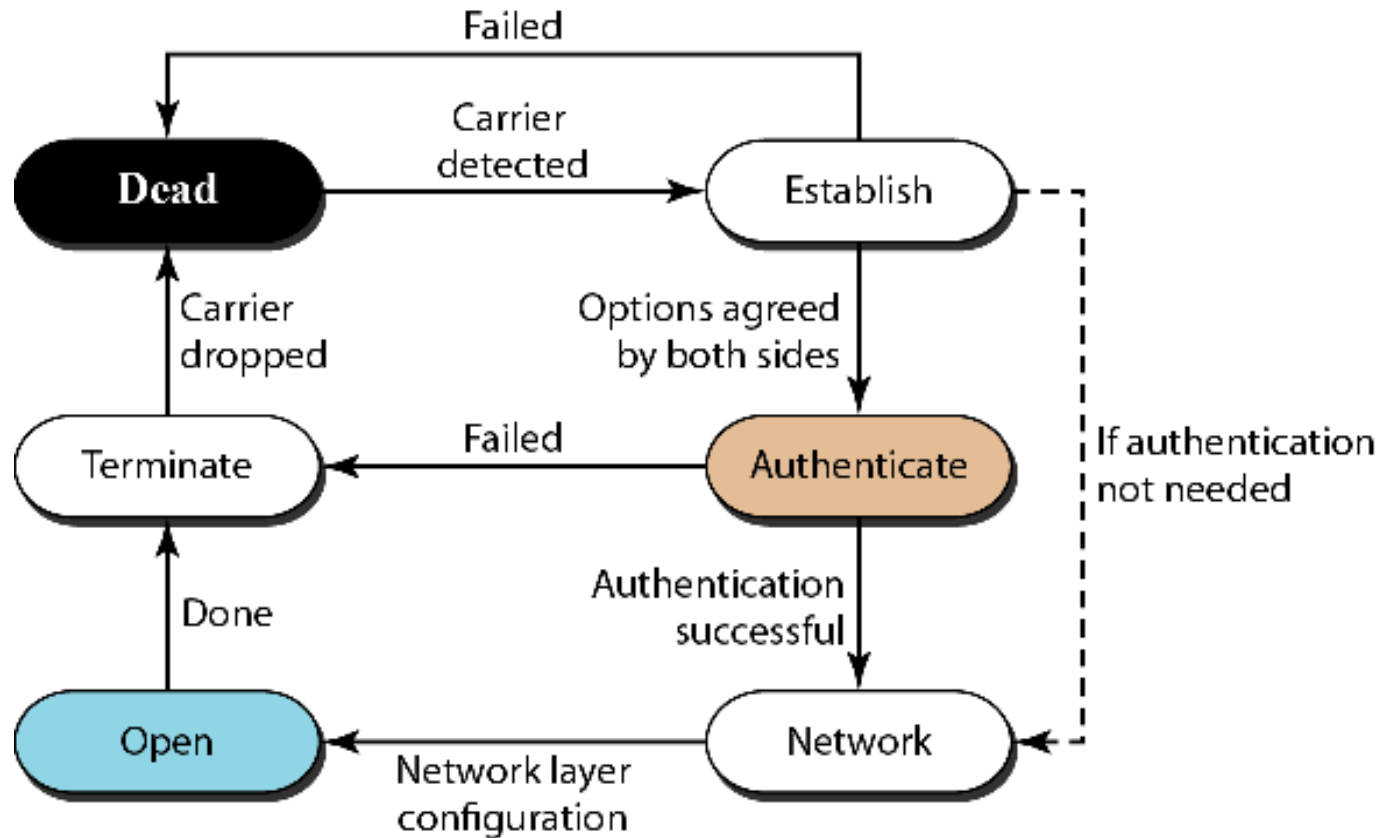 Failed
Carrier
detected
Dead
Establish
Carrier
dropped
Options agreed
by both sides
If authentication
not needed
Terminate
Failed
Authenticate
Done
Authentication
successful
Open
Network layer
configuration
Network